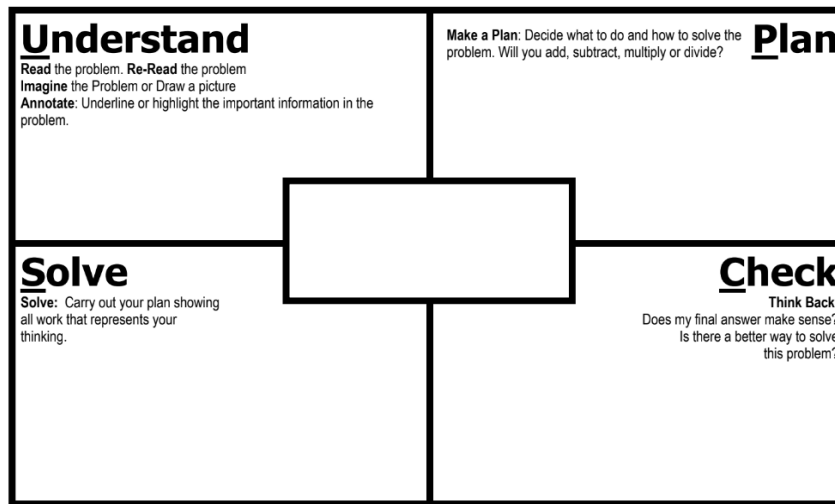 Understand
Read the problem. Re-Read the problem
Imagine the Problem or Draw a picture
Annotate: Underline or highlight the important information in the
problem.
Make a Plan: Decide what to do and how to solve the
problem. Will you add, subtract, multiply or divide?
Plan
Solve
Solve: Carry out your plan showing
all work that represents your
thinking.
Check
Think Back
Does my final answer make sense?
Is there a better way to solve
this problem?